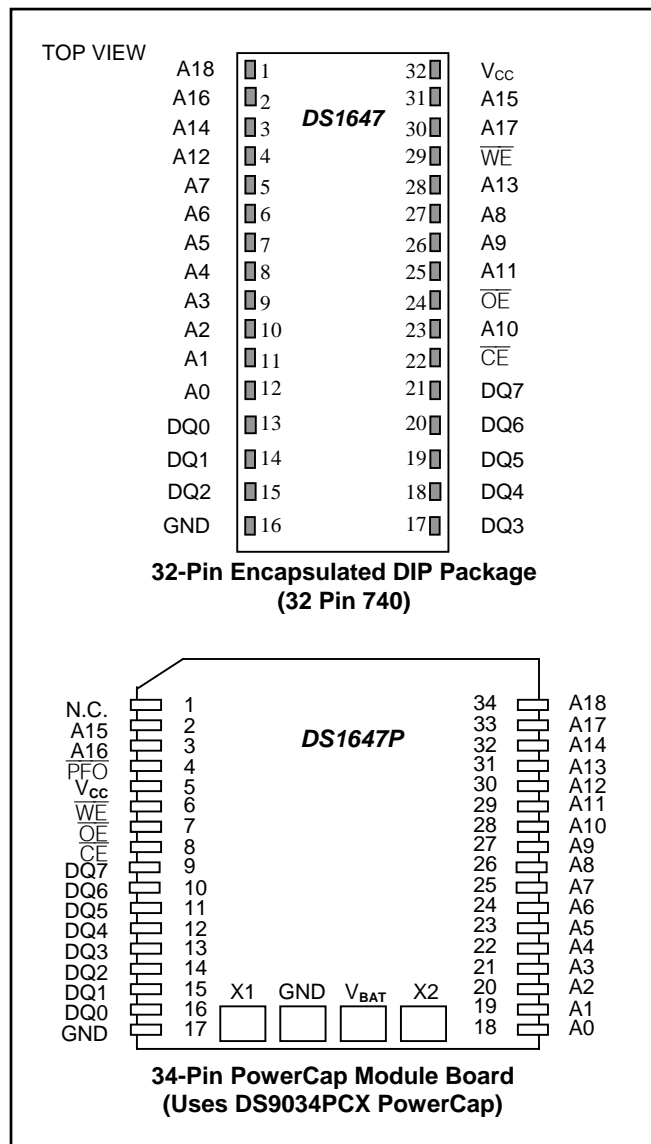 TOP VIEW
A18 1 32 VCC
A16 2 DS1647 31 A15
A14 3 30 A17
A12 4 29 W̅E̅
A7 5 28 A13
A6 6 27 A8
A5 7 26 A9
A4 8 25 A11
A3 9 24 O̅E̅
A2 10 23 A10
A1 11 22 C̅E̅
A0 12 21 DQ7
DQ0 13 20 DQ6
DQ1 14 19 DQ5
DQ2 15 18 DQ4
GND 16 17 DQ3
32-Pin Encapsulated DIP Package
(32 Pin 740)
N.C. 1 34 A18
A15 2 33 A17
A16 3 DS1647P 32 A14
P̅F̅O̅ 4 31 A13
VCC 5 30 A12
W̅E̅ 6 29 A11
O̅E̅ 7 28 A10
C̅E̅ 8 27 A9
DQ7 9 26 A8
DQ6 10 25 A7
DQ5 11 24 A6
DQ4 12 23 A5
DQ3 13 22 A4
DQ2 14 21 A3
DQ1 15 X1 GND VBAT X2 20 A2
DQ0 16 19 A1
GND 17 18 A0
34-Pin PowerCap Module Board
(Uses DS9034PCX PowerCap)